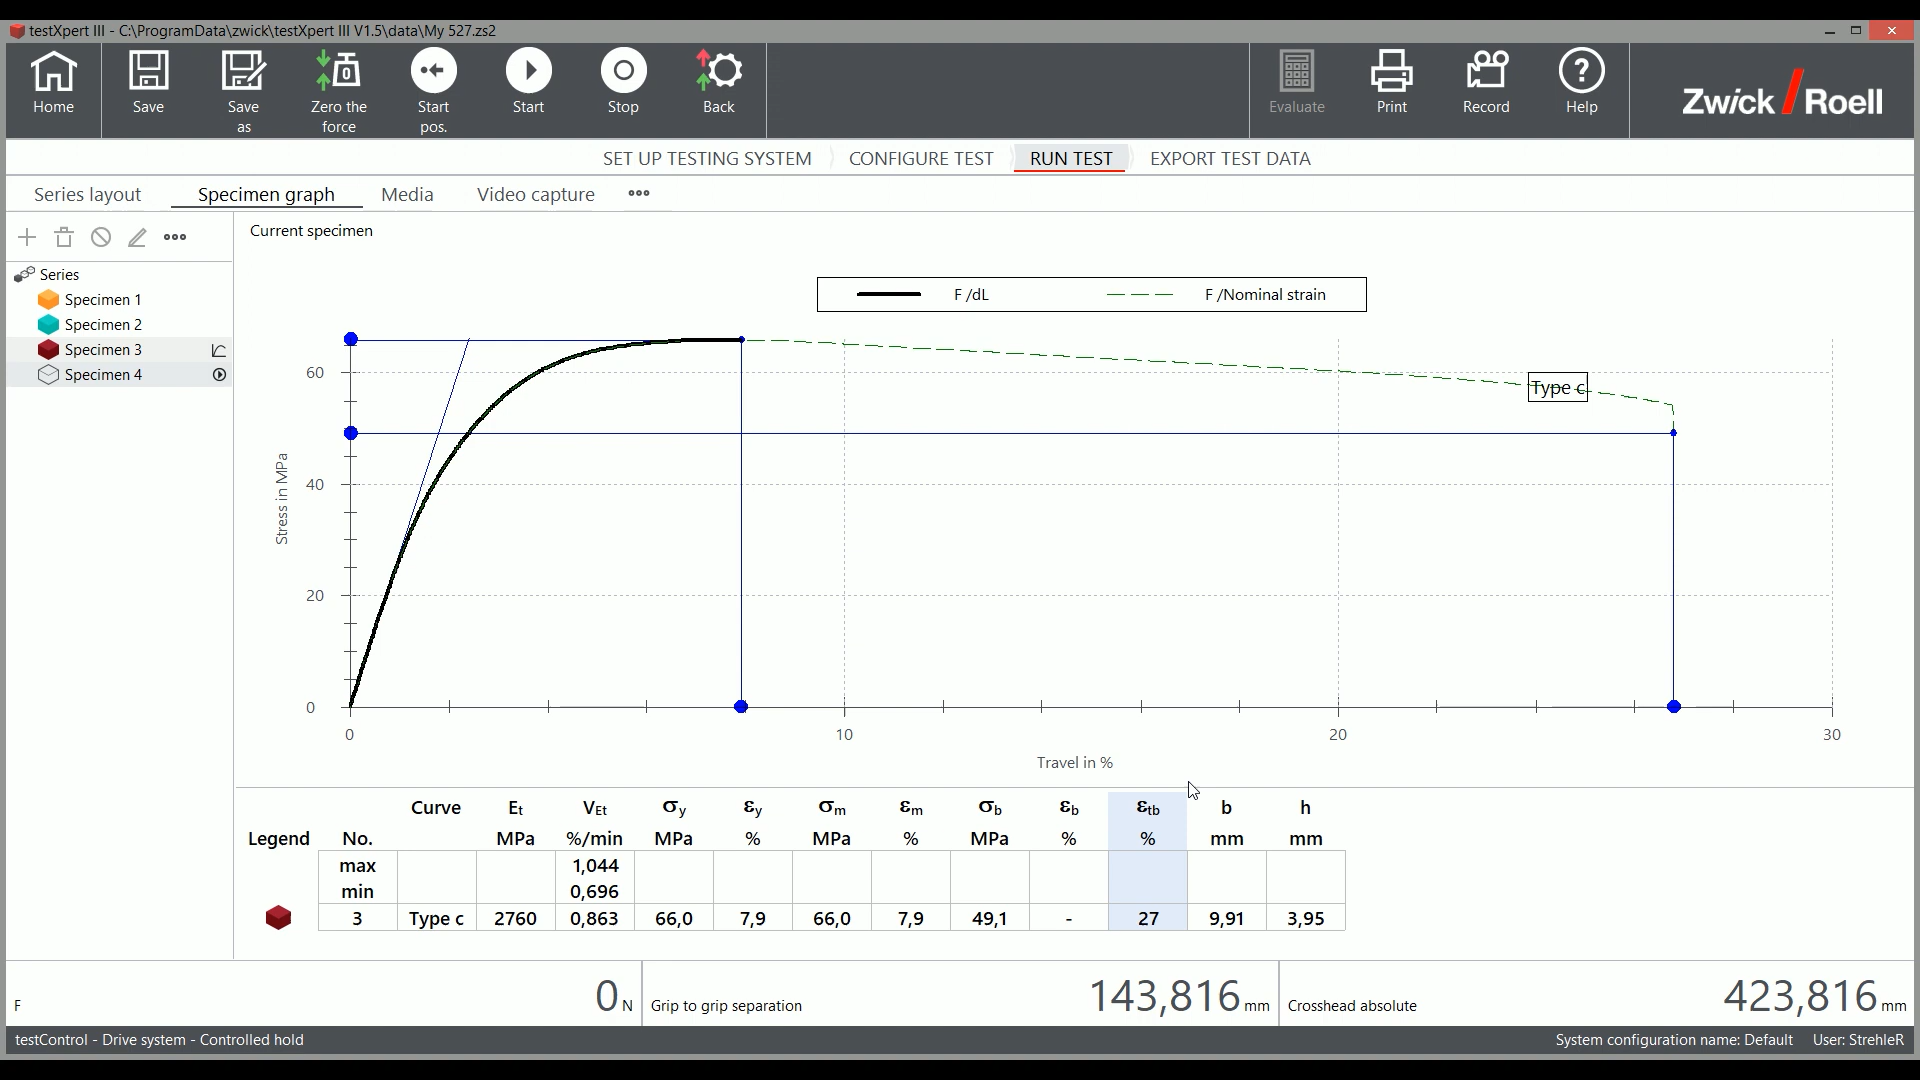 testXpert III - C:\ProgramData\zwick\testXpert III V1.5\data\My 527.zs2
Home
Save
Save as
Zero the force
Start pos.
Start
Stop
Back
Evaluate
Print
Record
Help
Zwick / Roell
SET UP TESTING SYSTEM
CONFIGURE TEST
RUN TEST
EXPORT TEST DATA
Series layout
Specimen graph
Media
Video capture
Series
Specimen 1
Specimen 2
Specimen 3
Specimen 4
Current specimen
F /dL
F /Nominal strain
Type c
Stress in MPa
60
40
20
0
0 10 20 30
Travel in %
Curve Et VEt σy εy σm εm σb εb εtb b h
Legend No. MPa %/min MPa % MPa % MPa % % mm mm
max 1,044
min 0,696
3 Type c 2760 0,863 66,0 7,9 66,0 7,9 49,1 - 27 9,91 3,95
F 0 N
Grip to grip separation 143,816 mm
Crosshead absolute 423,816 mm
testControl - Drive system - Controlled hold
System configuration name: Default User: StrehleR